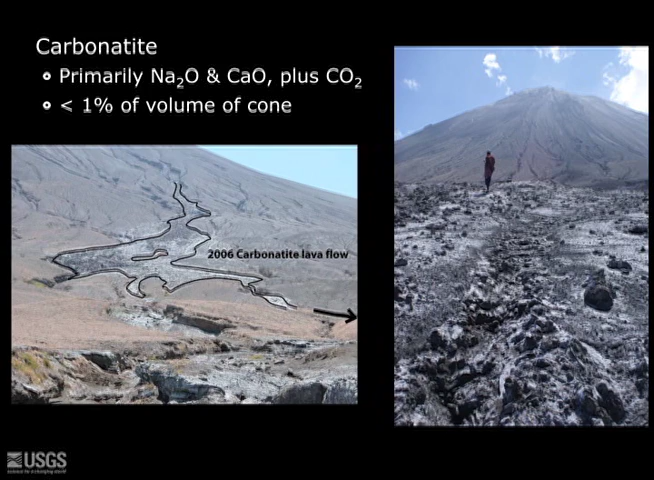 Carbonatite
• Primarily Na₂O & CaO, plus CO₂
• < 1% of volume of cone
2006 Carbonatite lava flow
USGS
science for a changing world